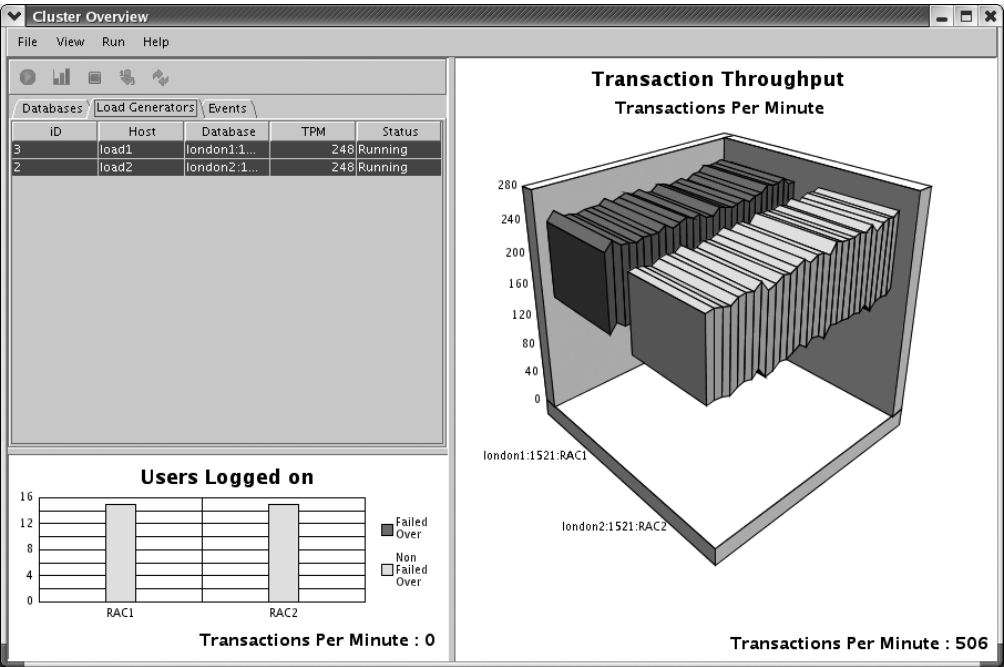 Cluster Overview
File View Run Help
Databases Load Generators Events
iD Host Database TPM Status
3 load1 london1:1... 248 Running
2 load2 london2:1... 248 Running
Users Logged on
16
12
8
4
0
RAC1 RAC2
Failed
Over
Non
Failed
Over
Transactions Per Minute : 0
Transaction Throughput
Transactions Per Minute
280
240
200
160
120
80
40
0
london1:1521:RAC1
london2:1521:RAC2
Transactions Per Minute : 506